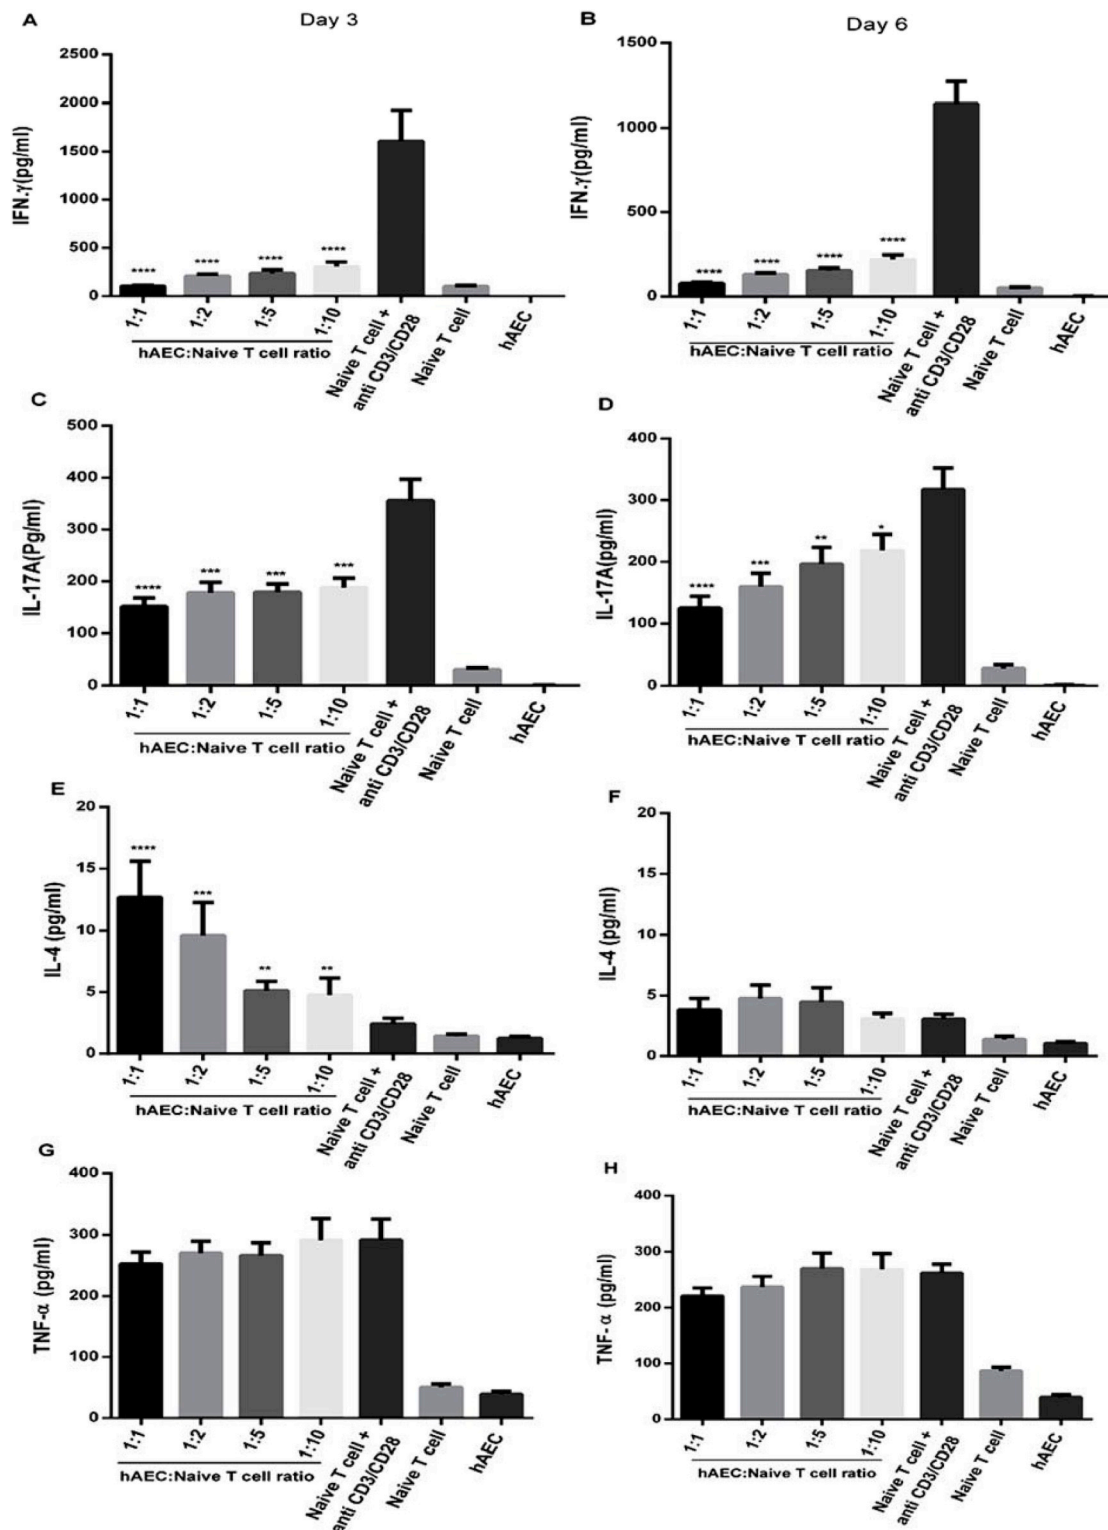 A
Day 3
IFN.γ(pg/ml)
2500
2000
1500
1000
500
0
****
****
****
****
1:1
1:2
1:5
1:10
hAEC:Naive T cell ratio
Naive T cell +
anti CD3/CD28
Naive T cell
hAEC
B
Day 6
IFN.γ(pg/ml)
1500
1000
500
0
****
****
****
****
1:1
1:2
1:5
1:10
hAEC:Naive T cell ratio
Naive T cell +
anti CD3/CD28
Naive T cell
hAEC
C
IL-17A(Pg/ml)
500
400
300
200
100
0
****
***
***
***
1:1
1:2
1:5
1:10
hAEC:Naive T cell ratio
Naive T cell +
anti CD3/CD28
Naive T cell
hAEC
D
IL-17A(pg/ml)
400
300
200
100
0
****
***
**
*
1:1
1:2
1:5
1:10
hAEC:Naive T cell ratio
Naive T cell +
anti CD3/CD28
Naive T cell
hAEC
E
IL-4 (pg/ml)
20
15
10
5
0
****
***
**
**
1:1
1:2
1:5
1:10
hAEC:Naive T cell ratio
Naive T cell +
anti CD3/CD28
Naive T cell
hAEC
F
IL-4 (pg/ml)
20
15
10
5
0
1:1
1:2
1:5
1:10
hAEC:Naive T cell ratio
Naive T cell +
anti CD3/CD28
Naive T cell
hAEC
G
TNF-α (pg/ml)
400
300
200
100
0
1:1
1:2
1:5
1:10
hAEC:Naive T cell ratio
Naive T cell +
anti CD3/CD28
Naive T cell
hAEC
H
TNF- α (pg/ml)
400
300
200
100
0
1:1
1:2
1:5
1:10
hAEC:Naive T cell ratio
Naive T cell +
anti CD3/CD28
Naive T cell
hAEC